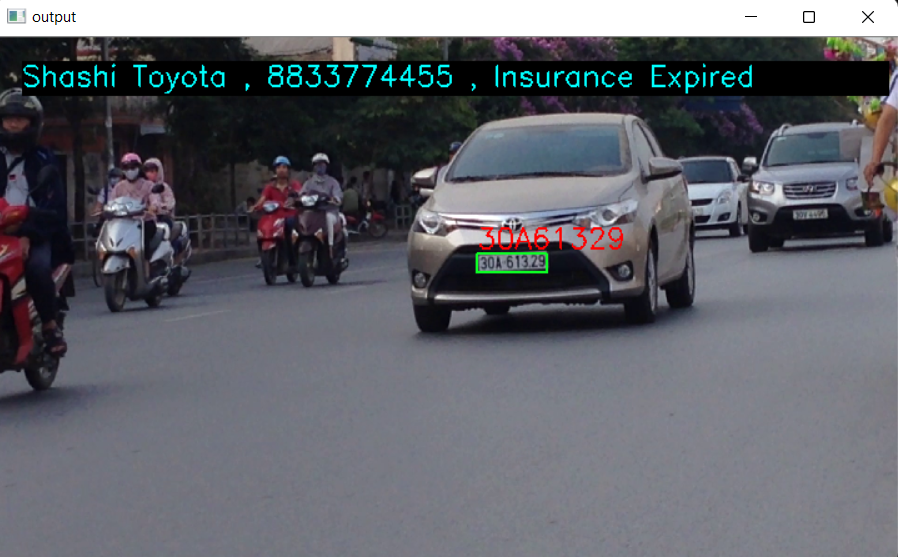 output
Shashi Toyota , 8833774455 , Insurance Expired
30A61329
30A-613.29